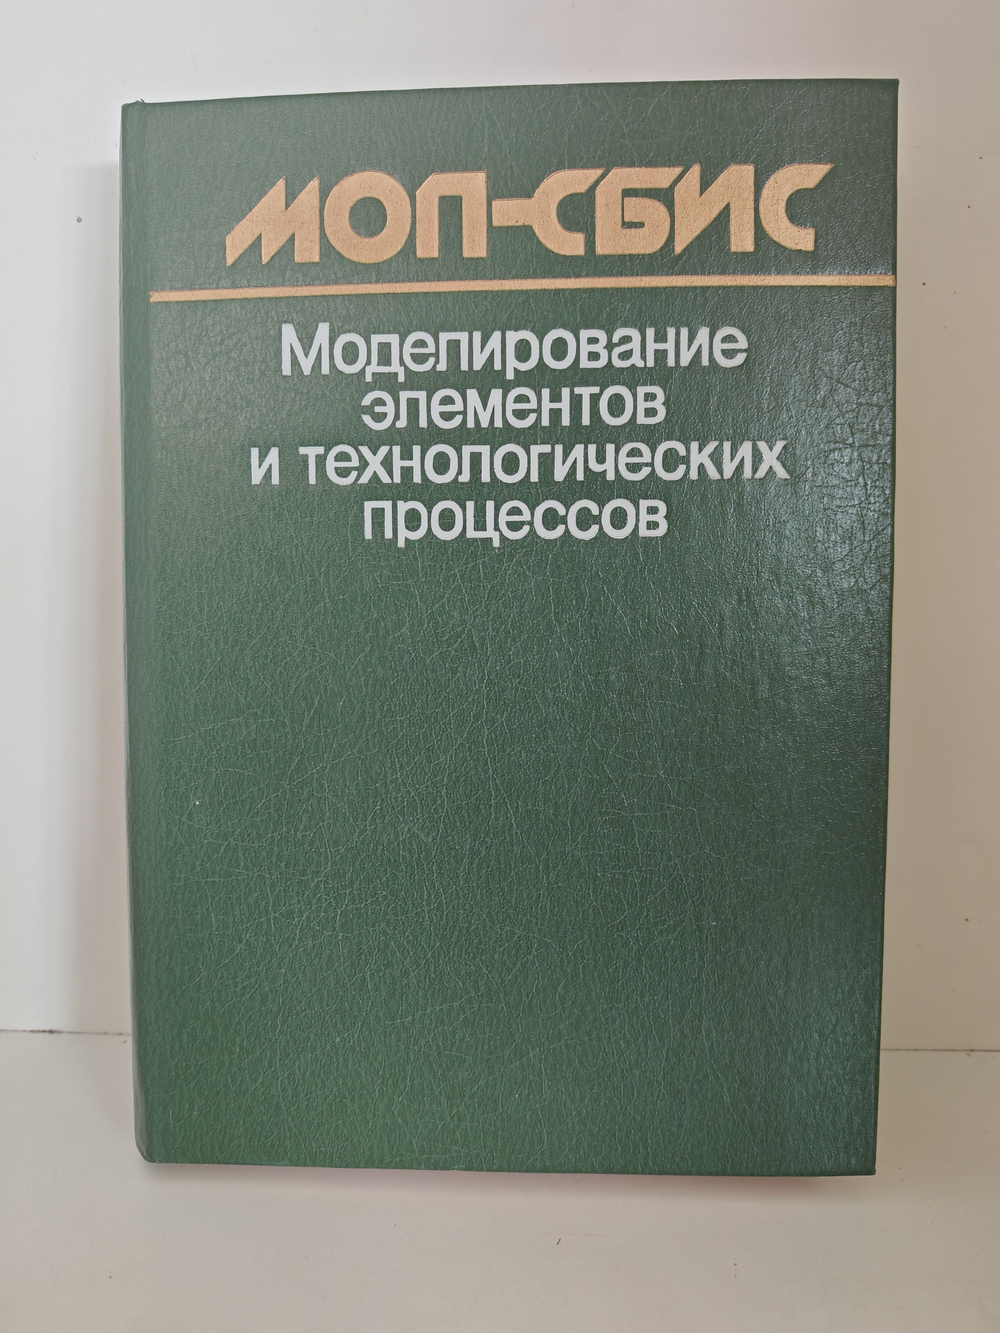 МОП-СБИС
Моделирование
элементов
и технологических
процессов